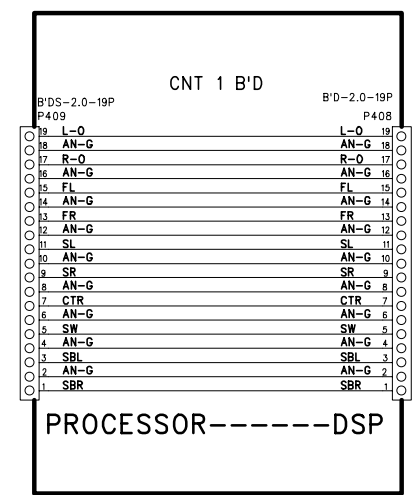 CNT 1 B'D
B'DS-2.0-19P B'D-2.0-19P
P409 P408
19 L-O L-O 19
18 AN-G AN-G 18
17 R-O R-O 17
16 AN-G AN-G 16
15 FL FL 15
14 AN-G AN-G 14
13 FR FR 13
12 AN-G AN-G 12
11 SL SL 11
10 AN-G AN-G 10
9 SR SR 9
8 AN-G AN-G 8
7 CTR CTR 7
6 AN-G AN-G 6
5 SW SW 5
4 AN-G AN-G 4
3 SBL SBL 3
2 AN-G AN-G 2
1 SBR SBR 1
PROCESSOR------DSP